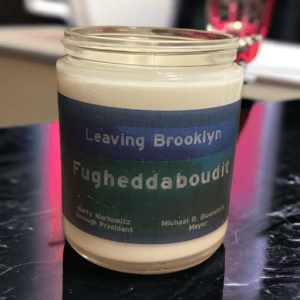 Leaving Brooklyn
Fugheddaboudit
Marty Markowitz
Borough President
Michael R. Bloomberg
Mayor